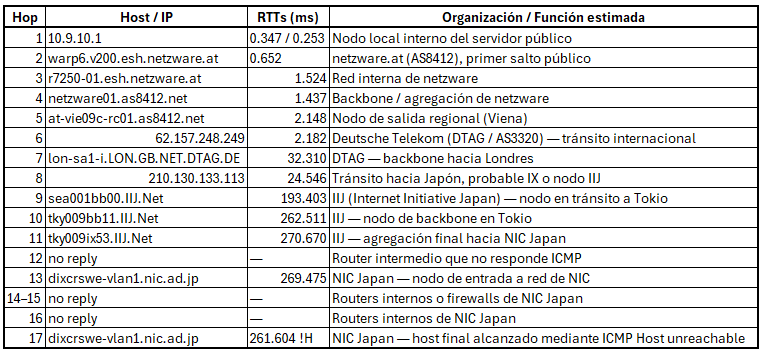 Hop Host / IP RTTs (ms) Organización / Función estimada
1 10.9.10.1 0.347 / 0.253 Nodo local interno del servidor público
2 warp6.v200.esh.netzware.at 0.652 netzware.at (AS8412), primer salto público
3 r7250-01.esh.netzware.at 1.524 Red interna de netzware
4 netzware01.as8412.net 1.437 Backbone / agregación de netzware
5 at-vie09c-rc01.as8412.net 2.148 Nodo de salida regional (Viena)
6 62.157.248.249 2.182 Deutsche Telekom (DTAG / AS3320) — tránsito internacional
7 lon-sa1-i.LON.GB.NET.DTAG.DE 32.310 DTAG — backbone hacia Londres
8 210.130.133.113 24.546 Tránsito hacia Japón, probable IX o nodo IIJ
9 sea001bb00.IIJ.Net 193.403 IIJ (Internet Initiative Japan) — nodo en tránsito a Tokio
10 tky009bb11.IIJ.Net 262.511 IIJ — nodo de backbone en Tokio
11 tky009ix53.IIJ.Net 270.670 IIJ — agregación final hacia NIC Japan
12 no reply — Router intermedio que no responde ICMP
13 dixcrswe-vlan1.nic.ad.jp 269.475 NIC Japan — nodo de entrada a red de NIC
14–15 no reply — Routers internos o firewalls de NIC Japan
16 no reply — Routers internos de NIC Japan
17 dixcrswe-vlan1.nic.ad.jp 261.604 !H NIC Japan — host final alcanzado mediante ICMP Host unreachable